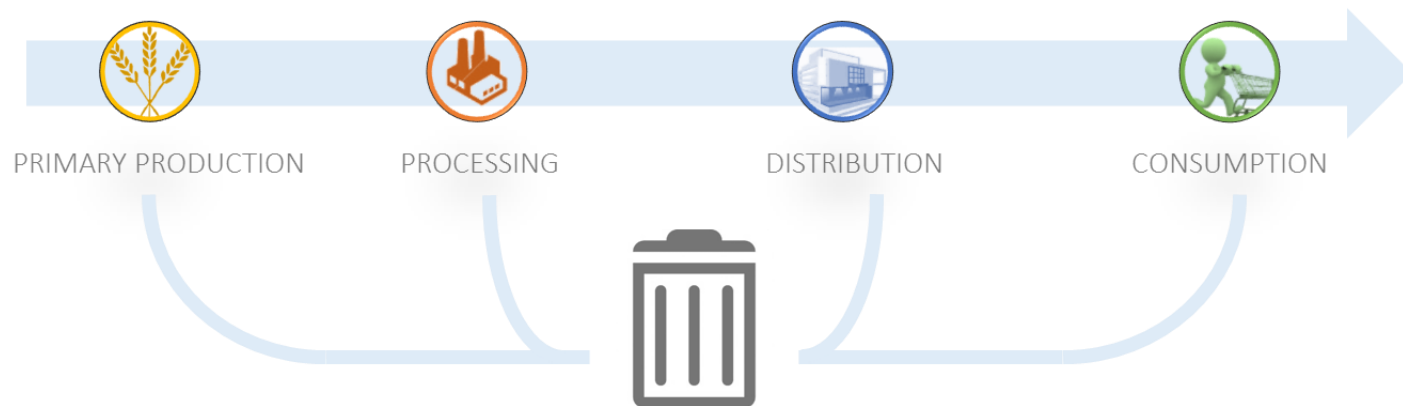 PRIMARY PRODUCTION
PROCESSING
DISTRIBUTION
CONSUMPTION